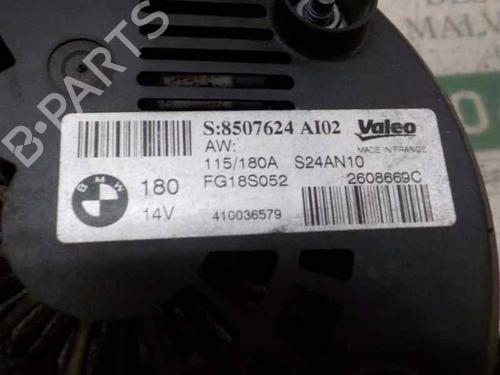 S:8507624 AI02 Valeo
AW: MADE IN FRANCE
115/180A S24AN10
BMW 180 FG18S052 2608669C
14V 410036579
B-PARTS